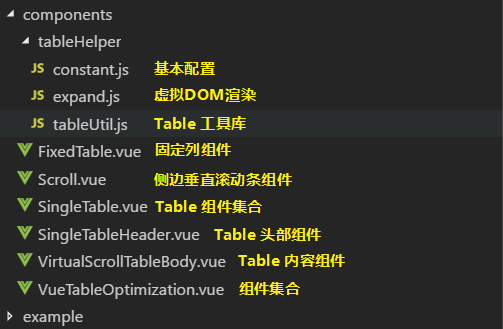 components
tableHelper
JS constant.js 基本配置
JS expand.js 虚拟DOM渲染
JS tableUtil.js Table 工具库
FixedTable.vue 固定列组件
Scroll.vue 侧边垂直滚动条组件
SingleTable.vue Table 组件集合
SingleTableHeader.vue Table 头部组件
VirtualScrollTableBody.vue Table 内容组件
VueTableOptimization.vue 组件集合
example